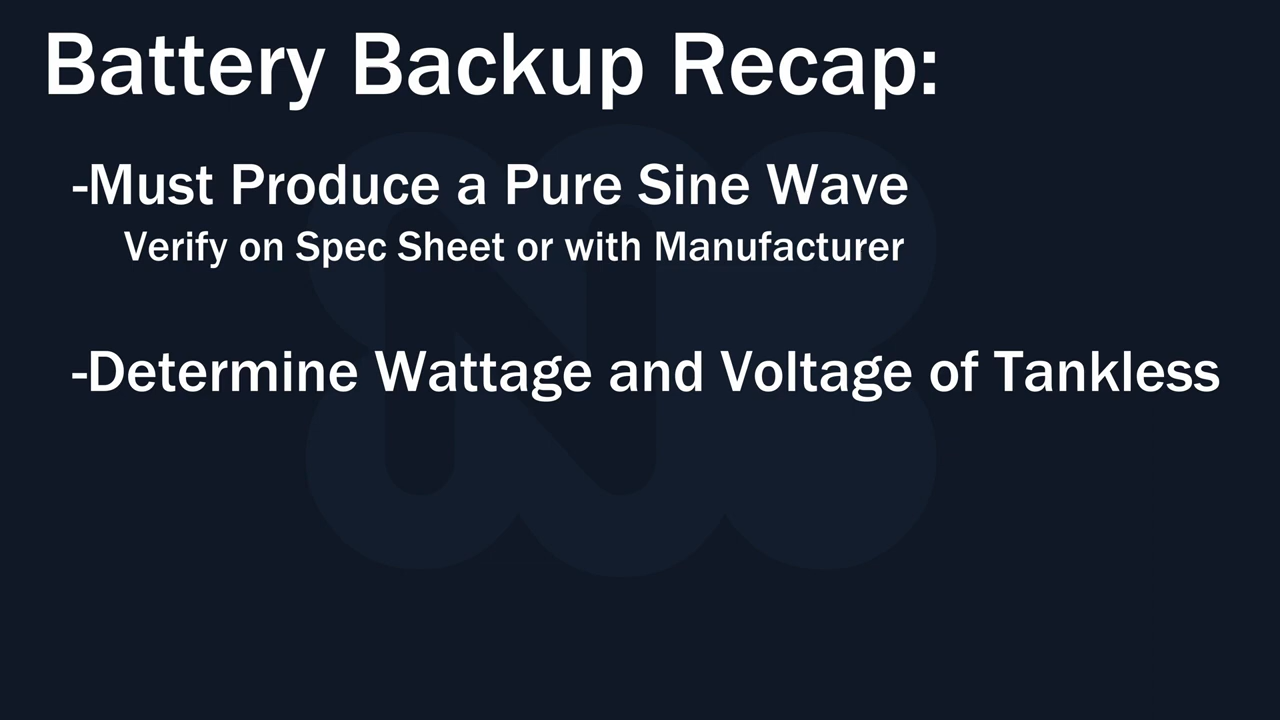 Battery Backup Recap:
-Must Produce a Pure Sine Wave
Verify on Spec Sheet or with Manufacturer
-Determine Wattage and Voltage of Tankless